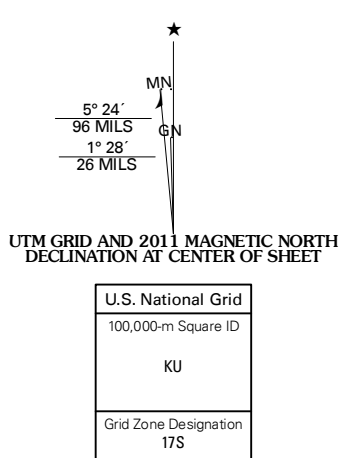 ★
MN
5° 24´
96 MILS
GN
1° 28´
26 MILS
UTM GRID AND 2011 MAGNETIC NORTH
DECLINATION AT CENTER OF SHEET
U.S. National Grid
100,000-m Square ID
KU
Grid Zone Designation
17S